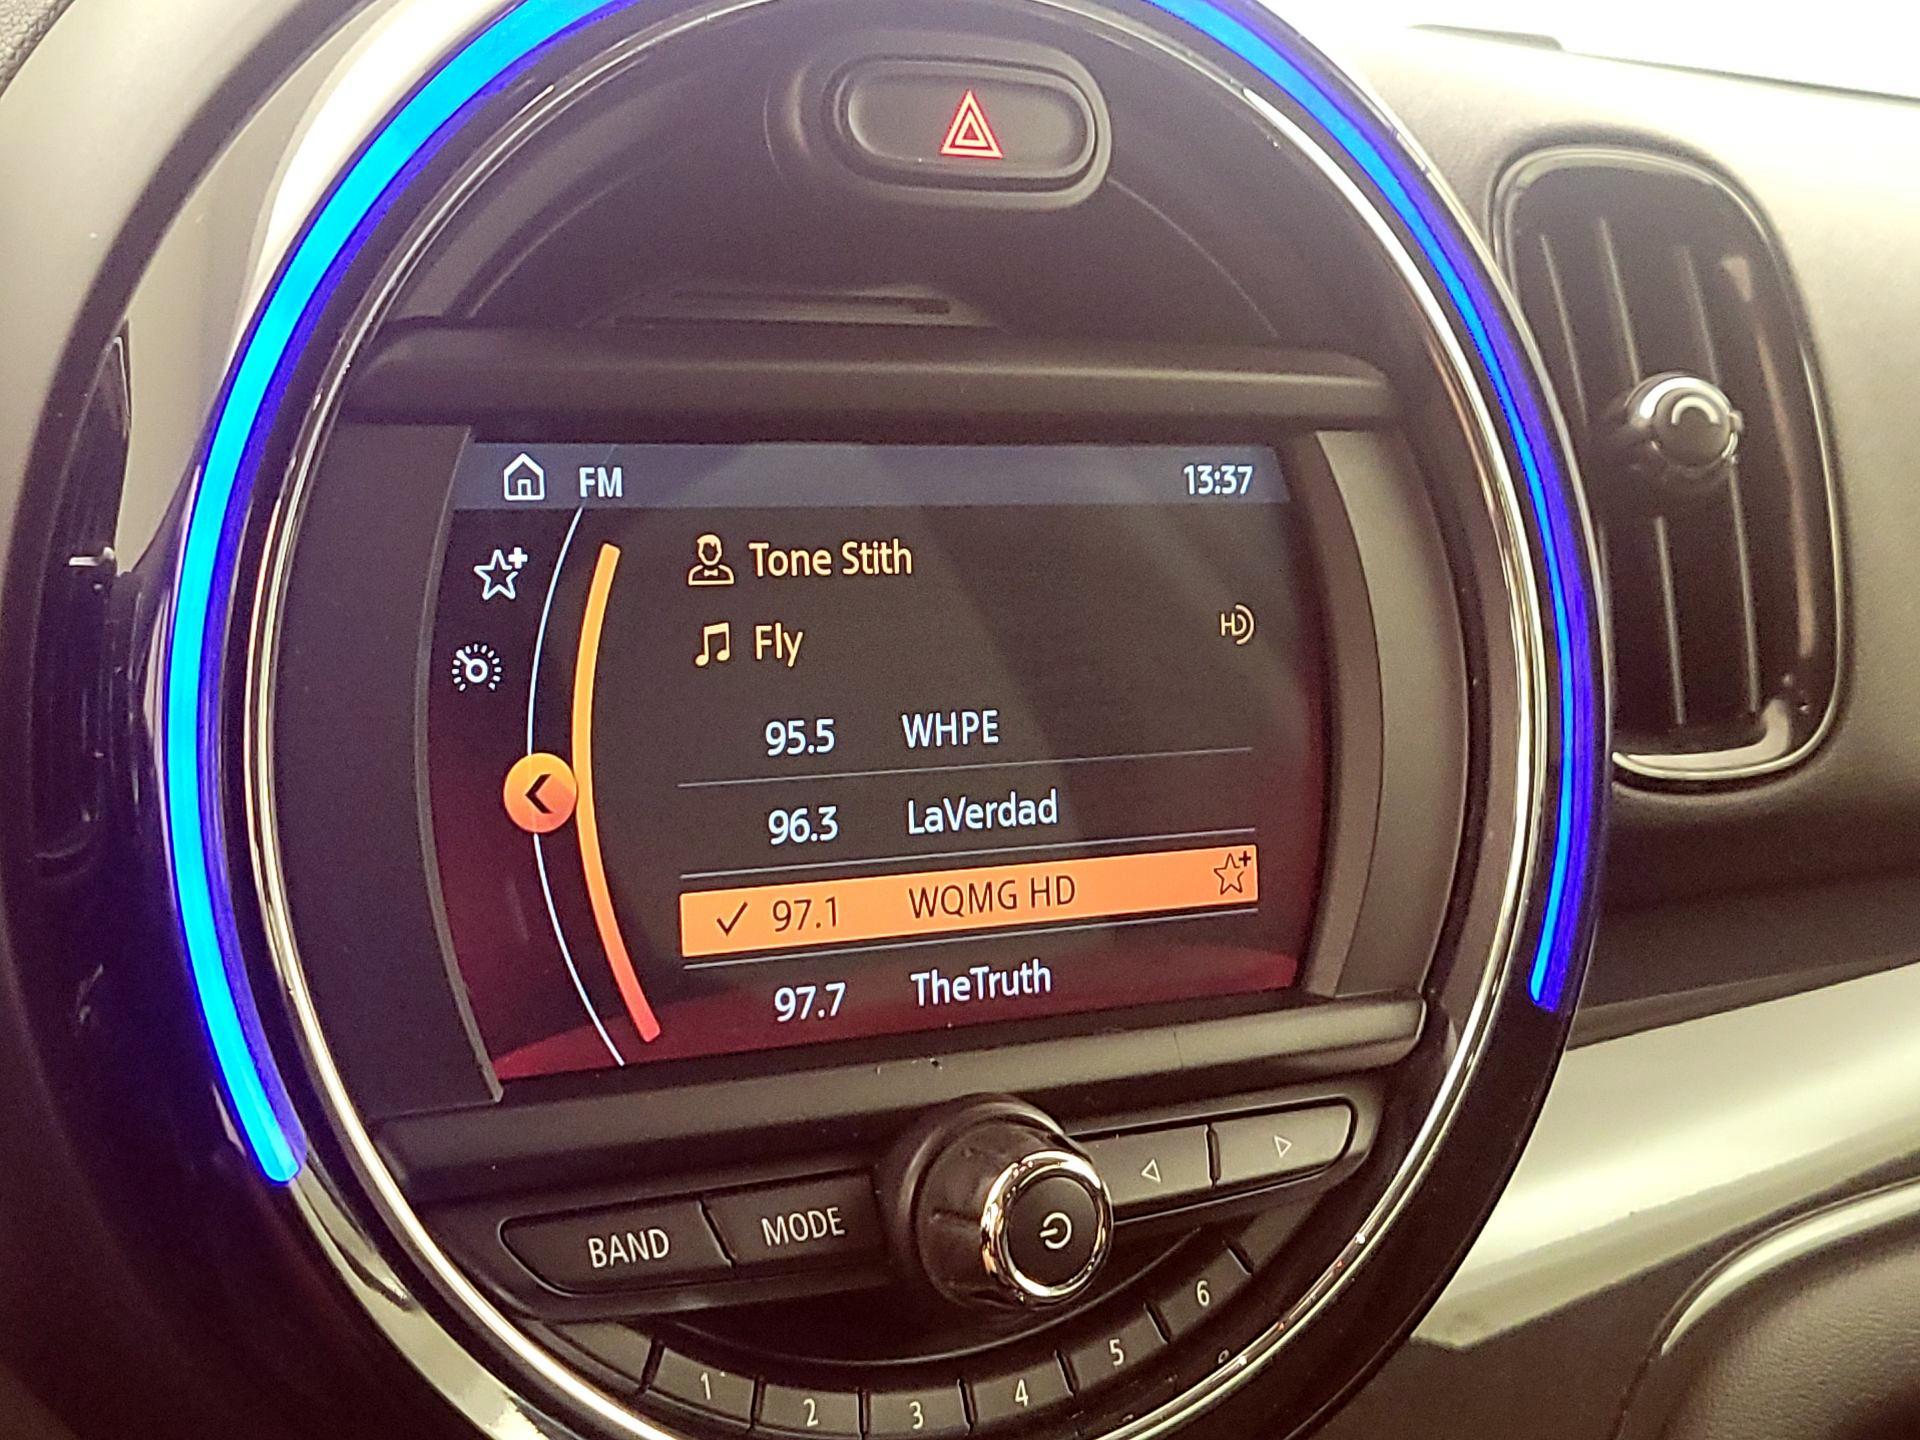 FM 13:37
Tone Stith
Fly HD
95.5 WHPE
96.3 LaVerdad
97.1 WQMG HD
97.7 TheTruth
BAND MODE
1 2 3 4 5 6